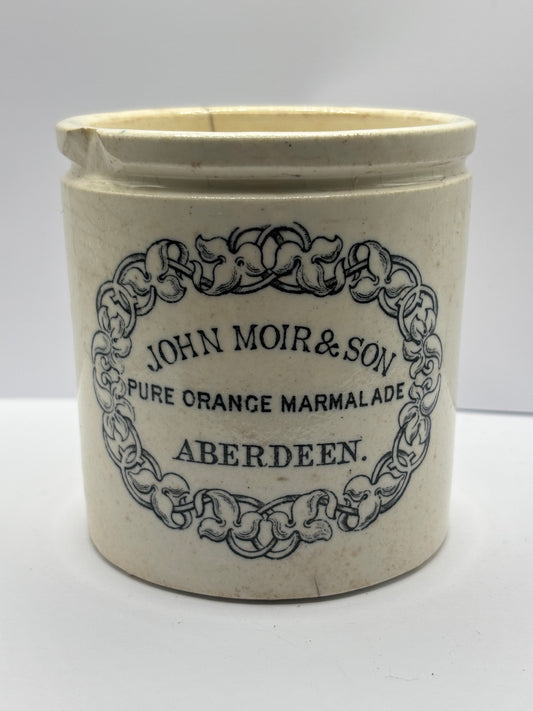 JOHN MOIR & SON
PURE ORANGE MARMALADE
ABERDEEN.